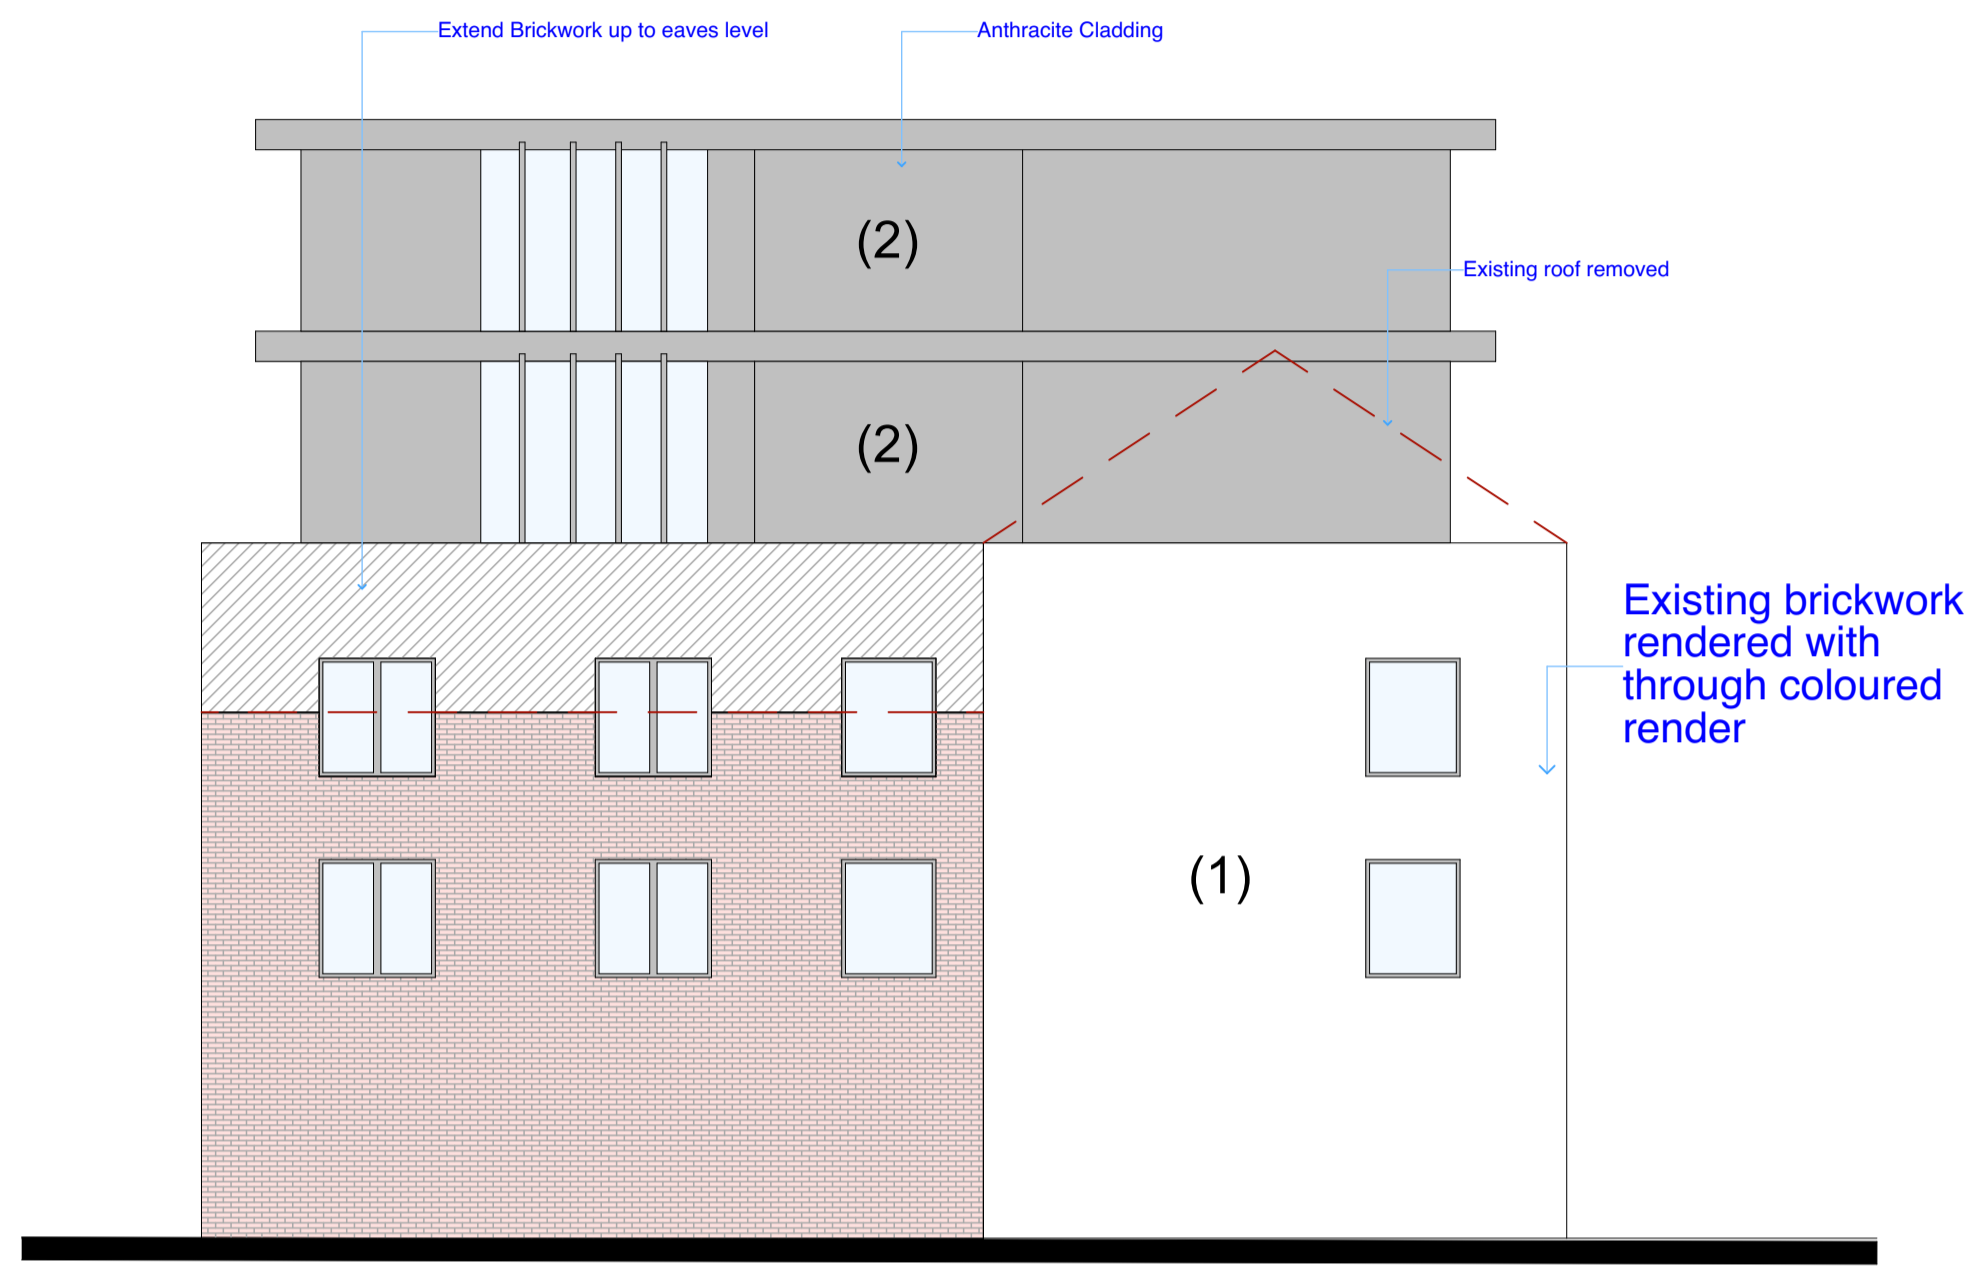 Extend Brickwork up to eaves level
Anthracite Cladding
(2)
Existing roof removed
(2)
Existing brickwork
rendered with
through coloured
render
(1)